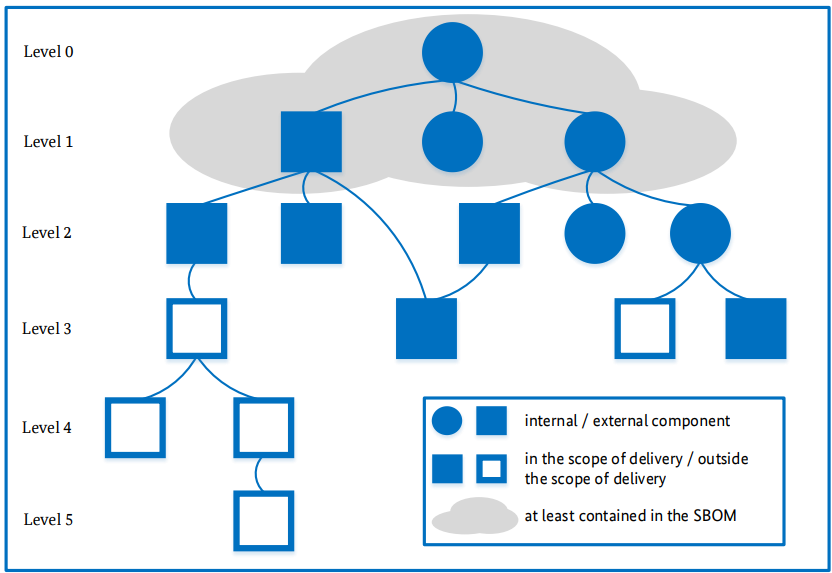 Level 0
Level 1
Level 2
Level 3
Level 4
Level 5
internal / external component
in the scope of delivery / outside
the scope of delivery
at least contained in the SBOM